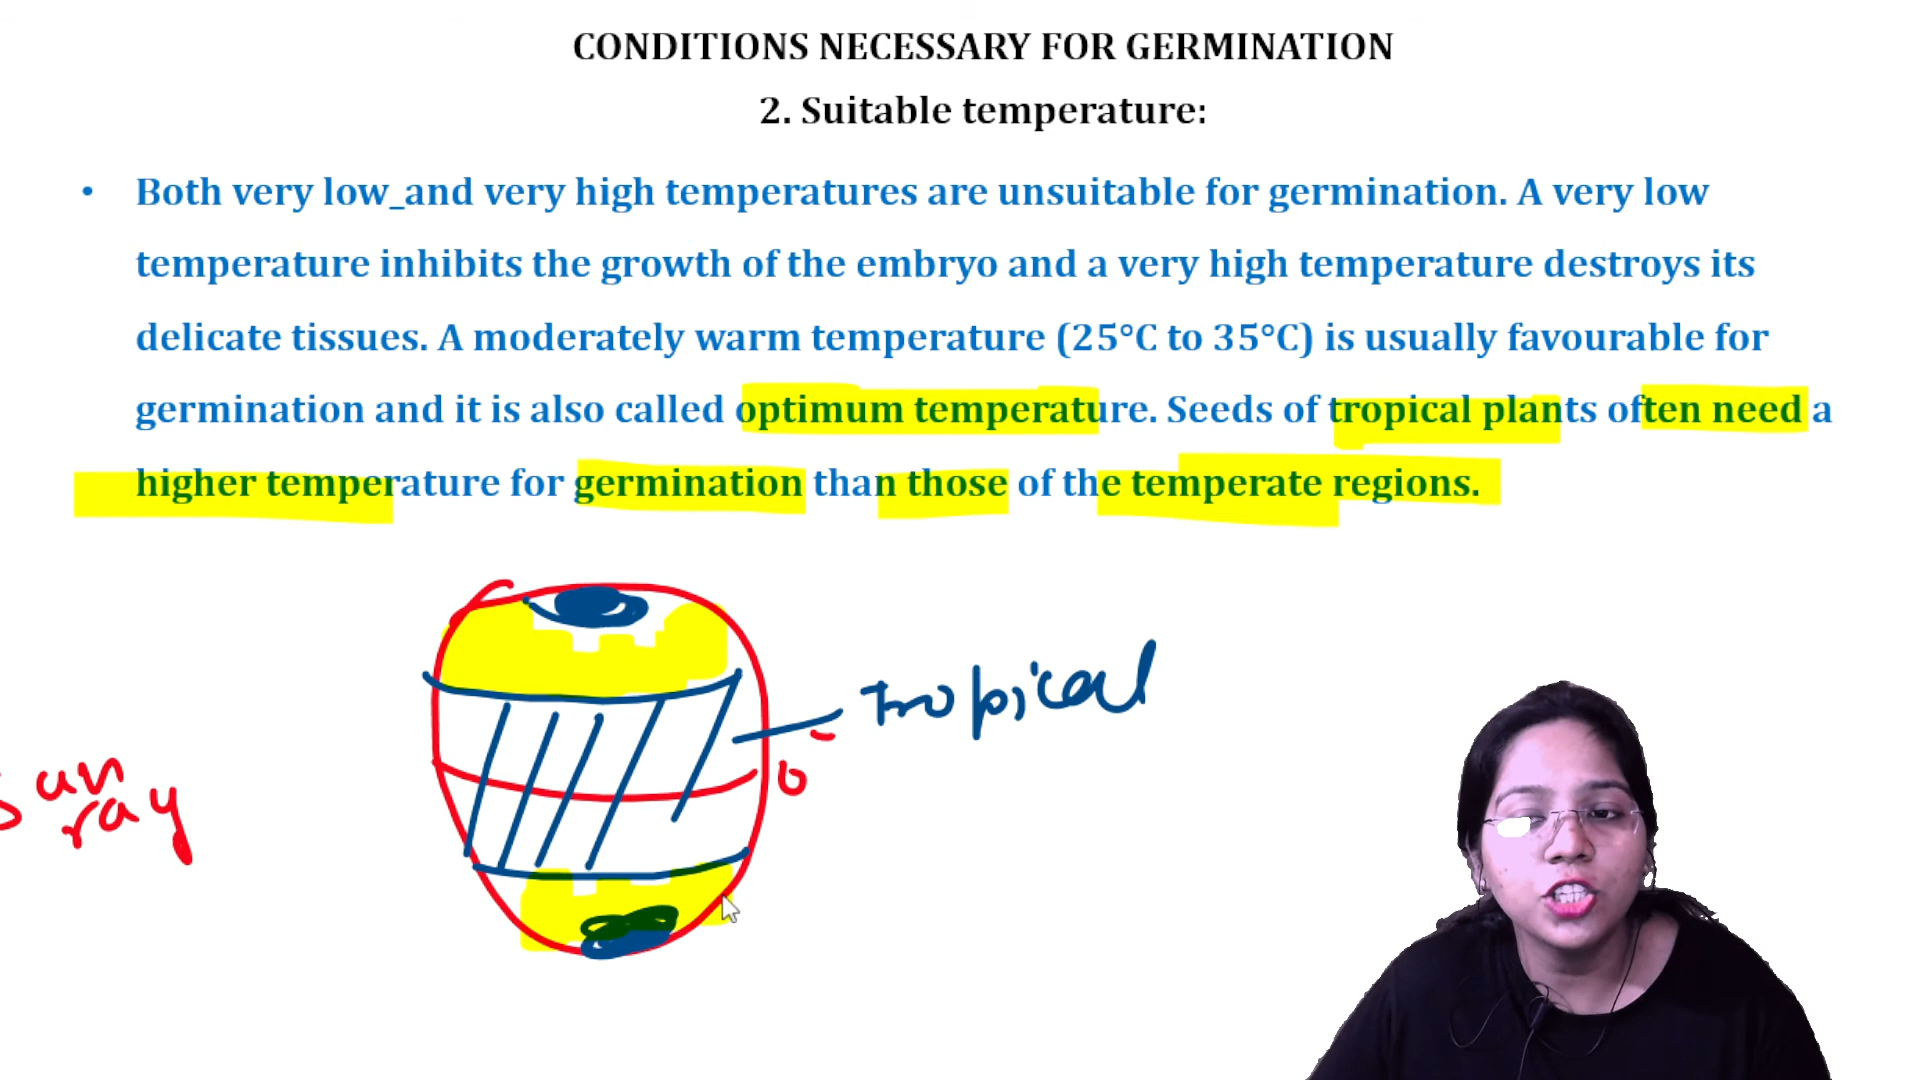 CONDITIONS NECESSARY FOR GERMINATION
2. Suitable temperature:
• Both very low_and very high temperatures are unsuitable for germination. A very low
temperature inhibits the growth of the embryo and a very high temperature destroys its
delicate tissues. A moderately warm temperature (25°C to 35°C) is usually favourable for
germination and it is also called optimum temperature. Seeds of tropical plants often need a
higher temperature for germination than those of the temperate regions.
Tropical
0°
Sun
ray